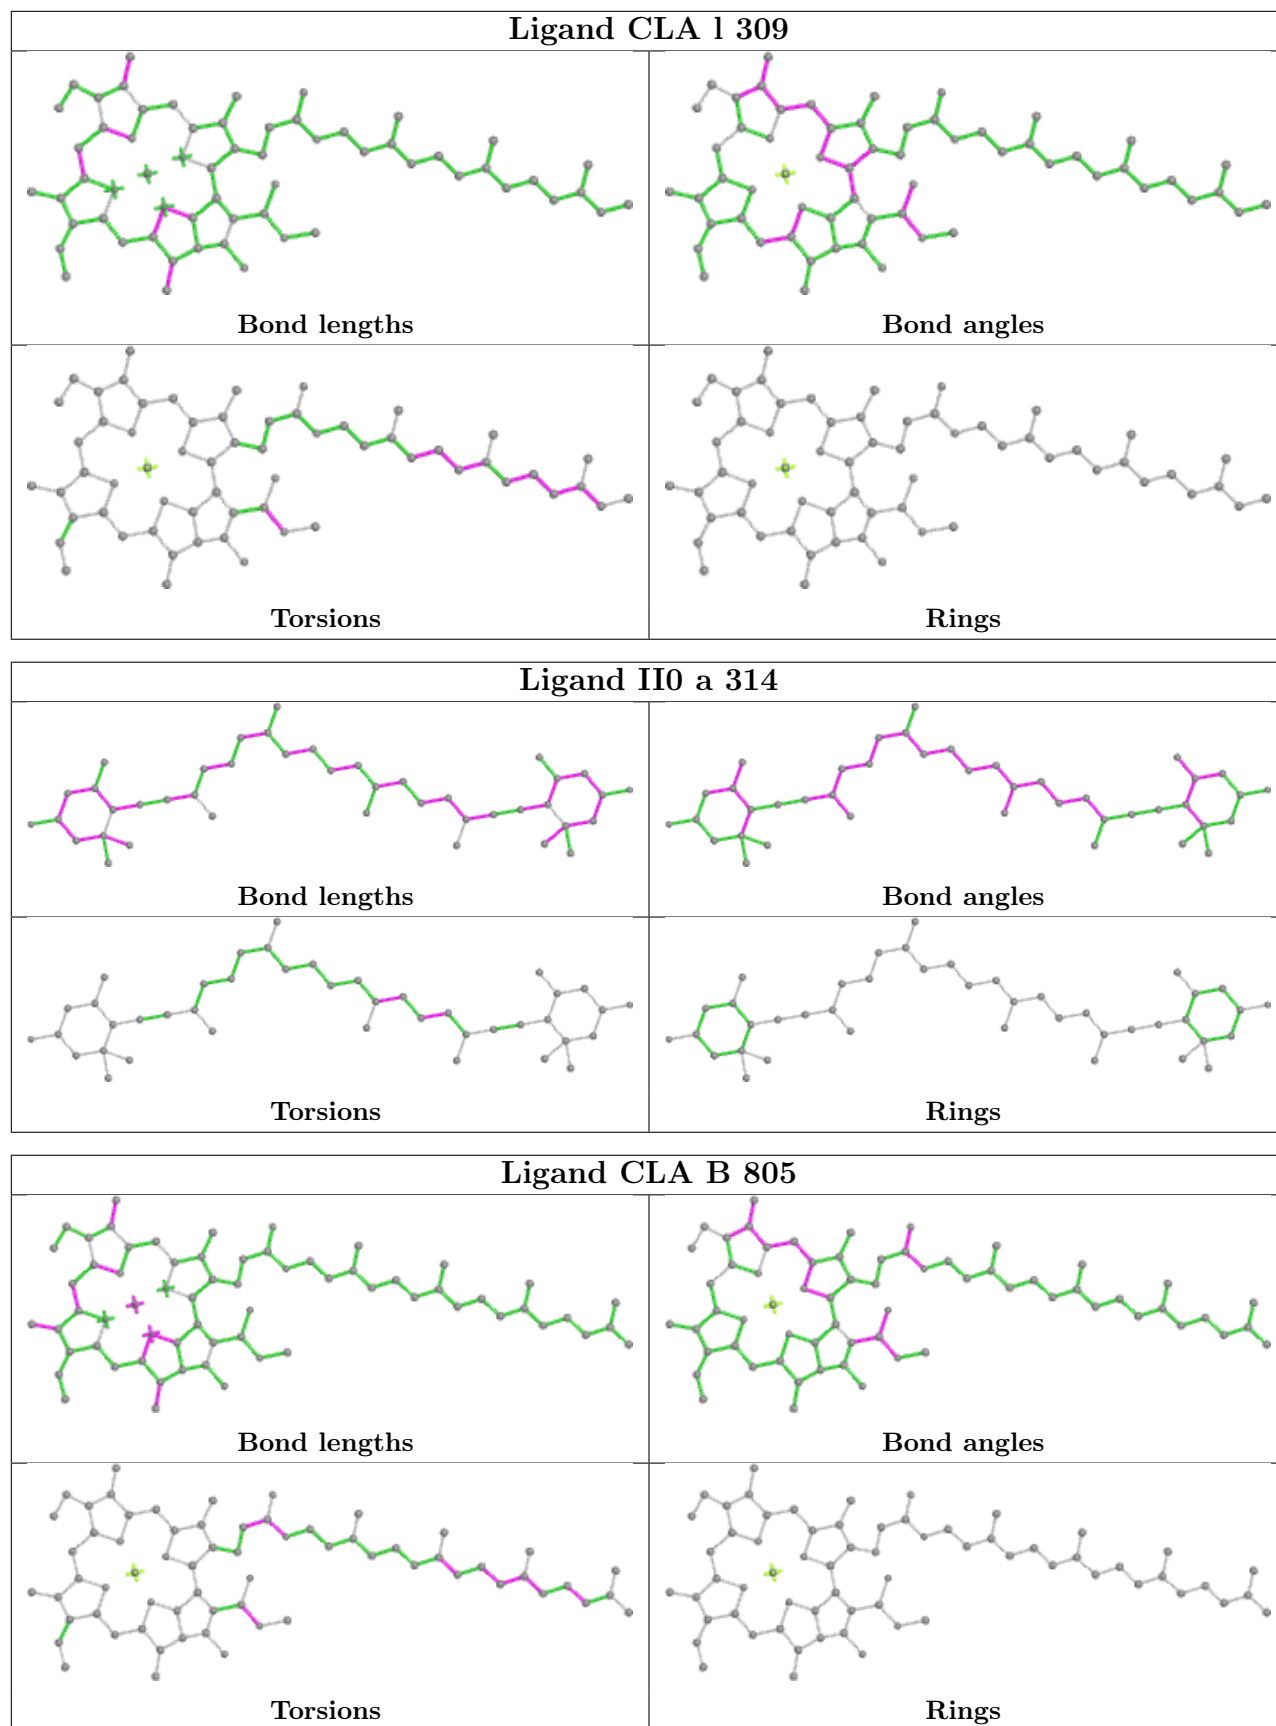 Ligand CLA l 309
Bond lengths
Bond angles
Torsions
Rings
Ligand II0 a 314
Bond lengths
Bond angles
Torsions
Rings
Ligand CLA B 805
Bond lengths
Bond angles
Torsions
Rings